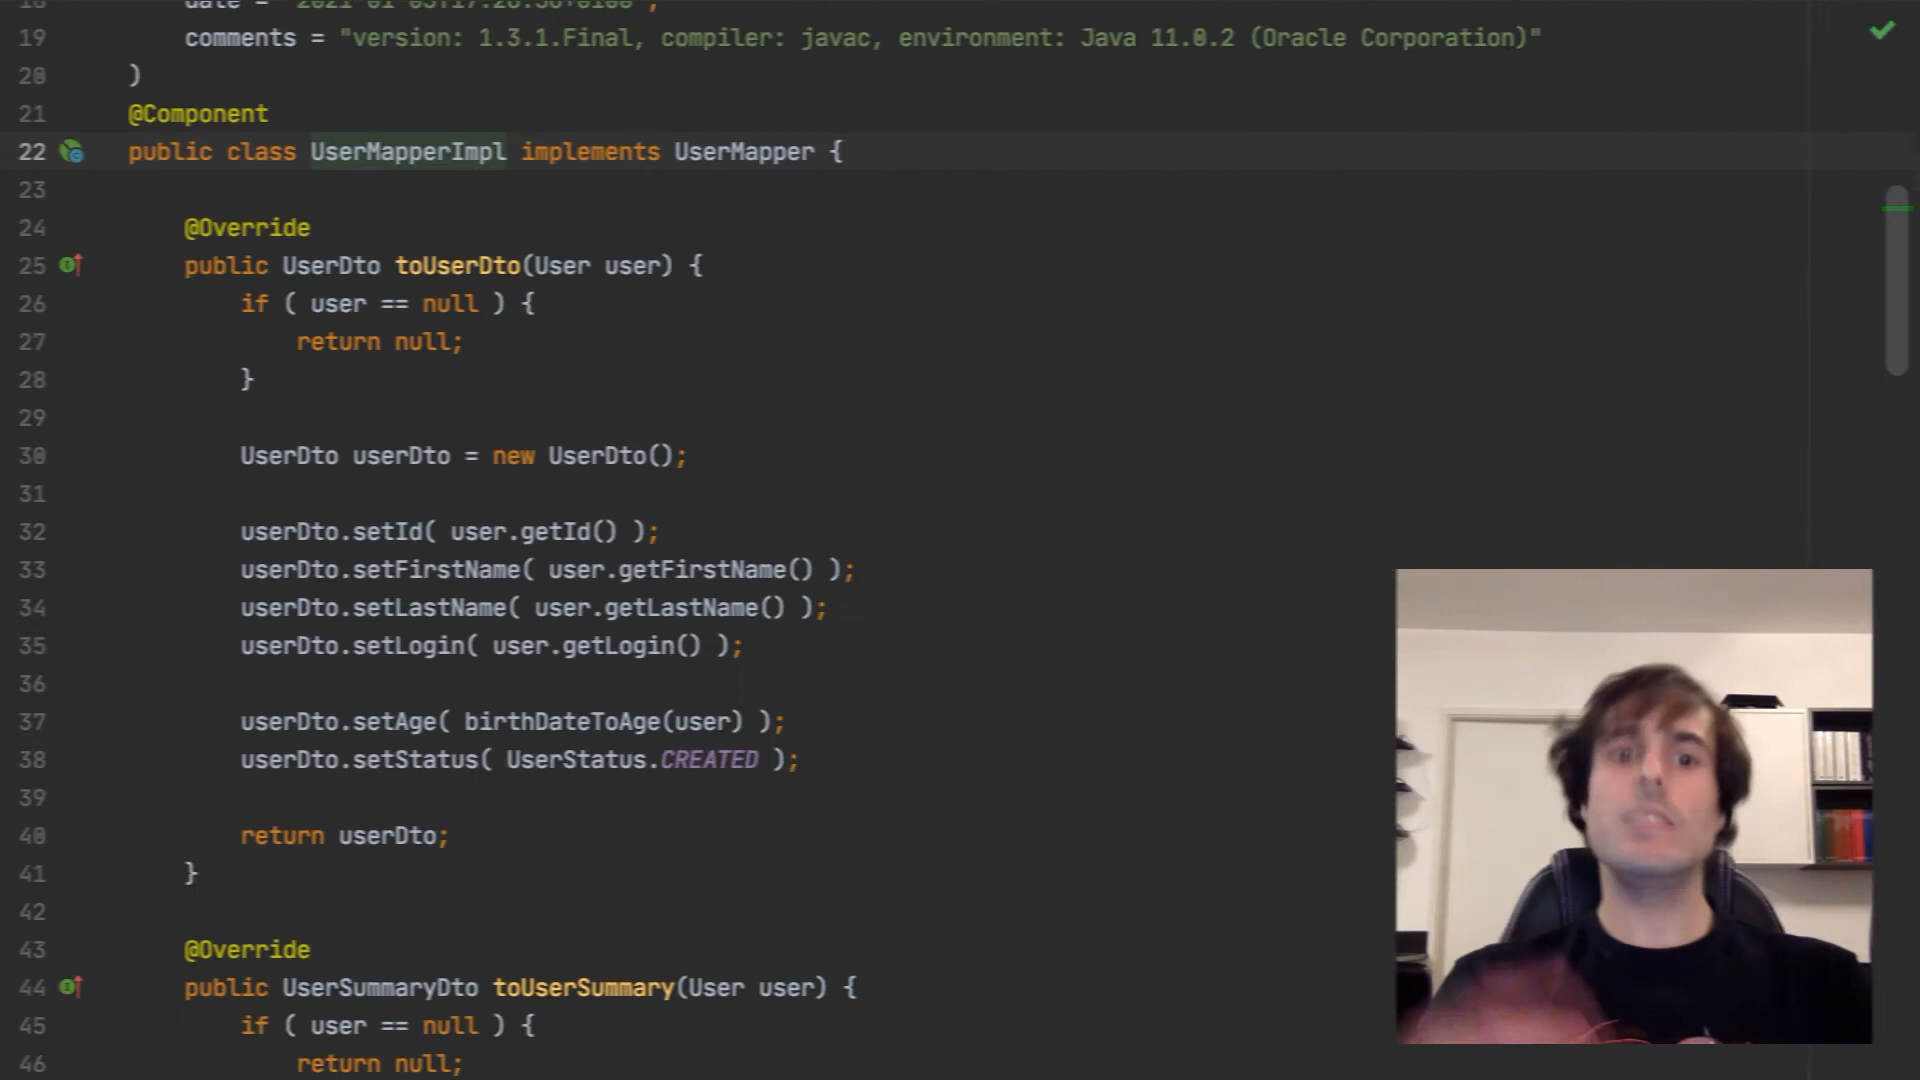 19 comments = "version: 1.3.1.Final, compiler: javac, environment: Java 11.0.2 (Oracle Corporation)"
20 )
21 @Component
22 public class UserMapperImpl implements UserMapper {
23
24 @Override
25 public UserDto toUserDto(User user) {
26 if ( user == null ) {
27 return null;
28 }
29
30 UserDto userDto = new UserDto();
31
32 userDto.setId( user.getId() );
33 userDto.setFirstName( user.getFirstName() );
34 userDto.setLastName( user.getLastName() );
35 userDto.setLogin( user.getLogin() );
36
37 userDto.setAge( birthDateToAge(user) );
38 userDto.setStatus( UserStatus.CREATED );
39
40 return userDto;
41 }
42
43 @Override
44 public UserSummaryDto toUserSummary(User user) {
45 if ( user == null ) {
46 return null;